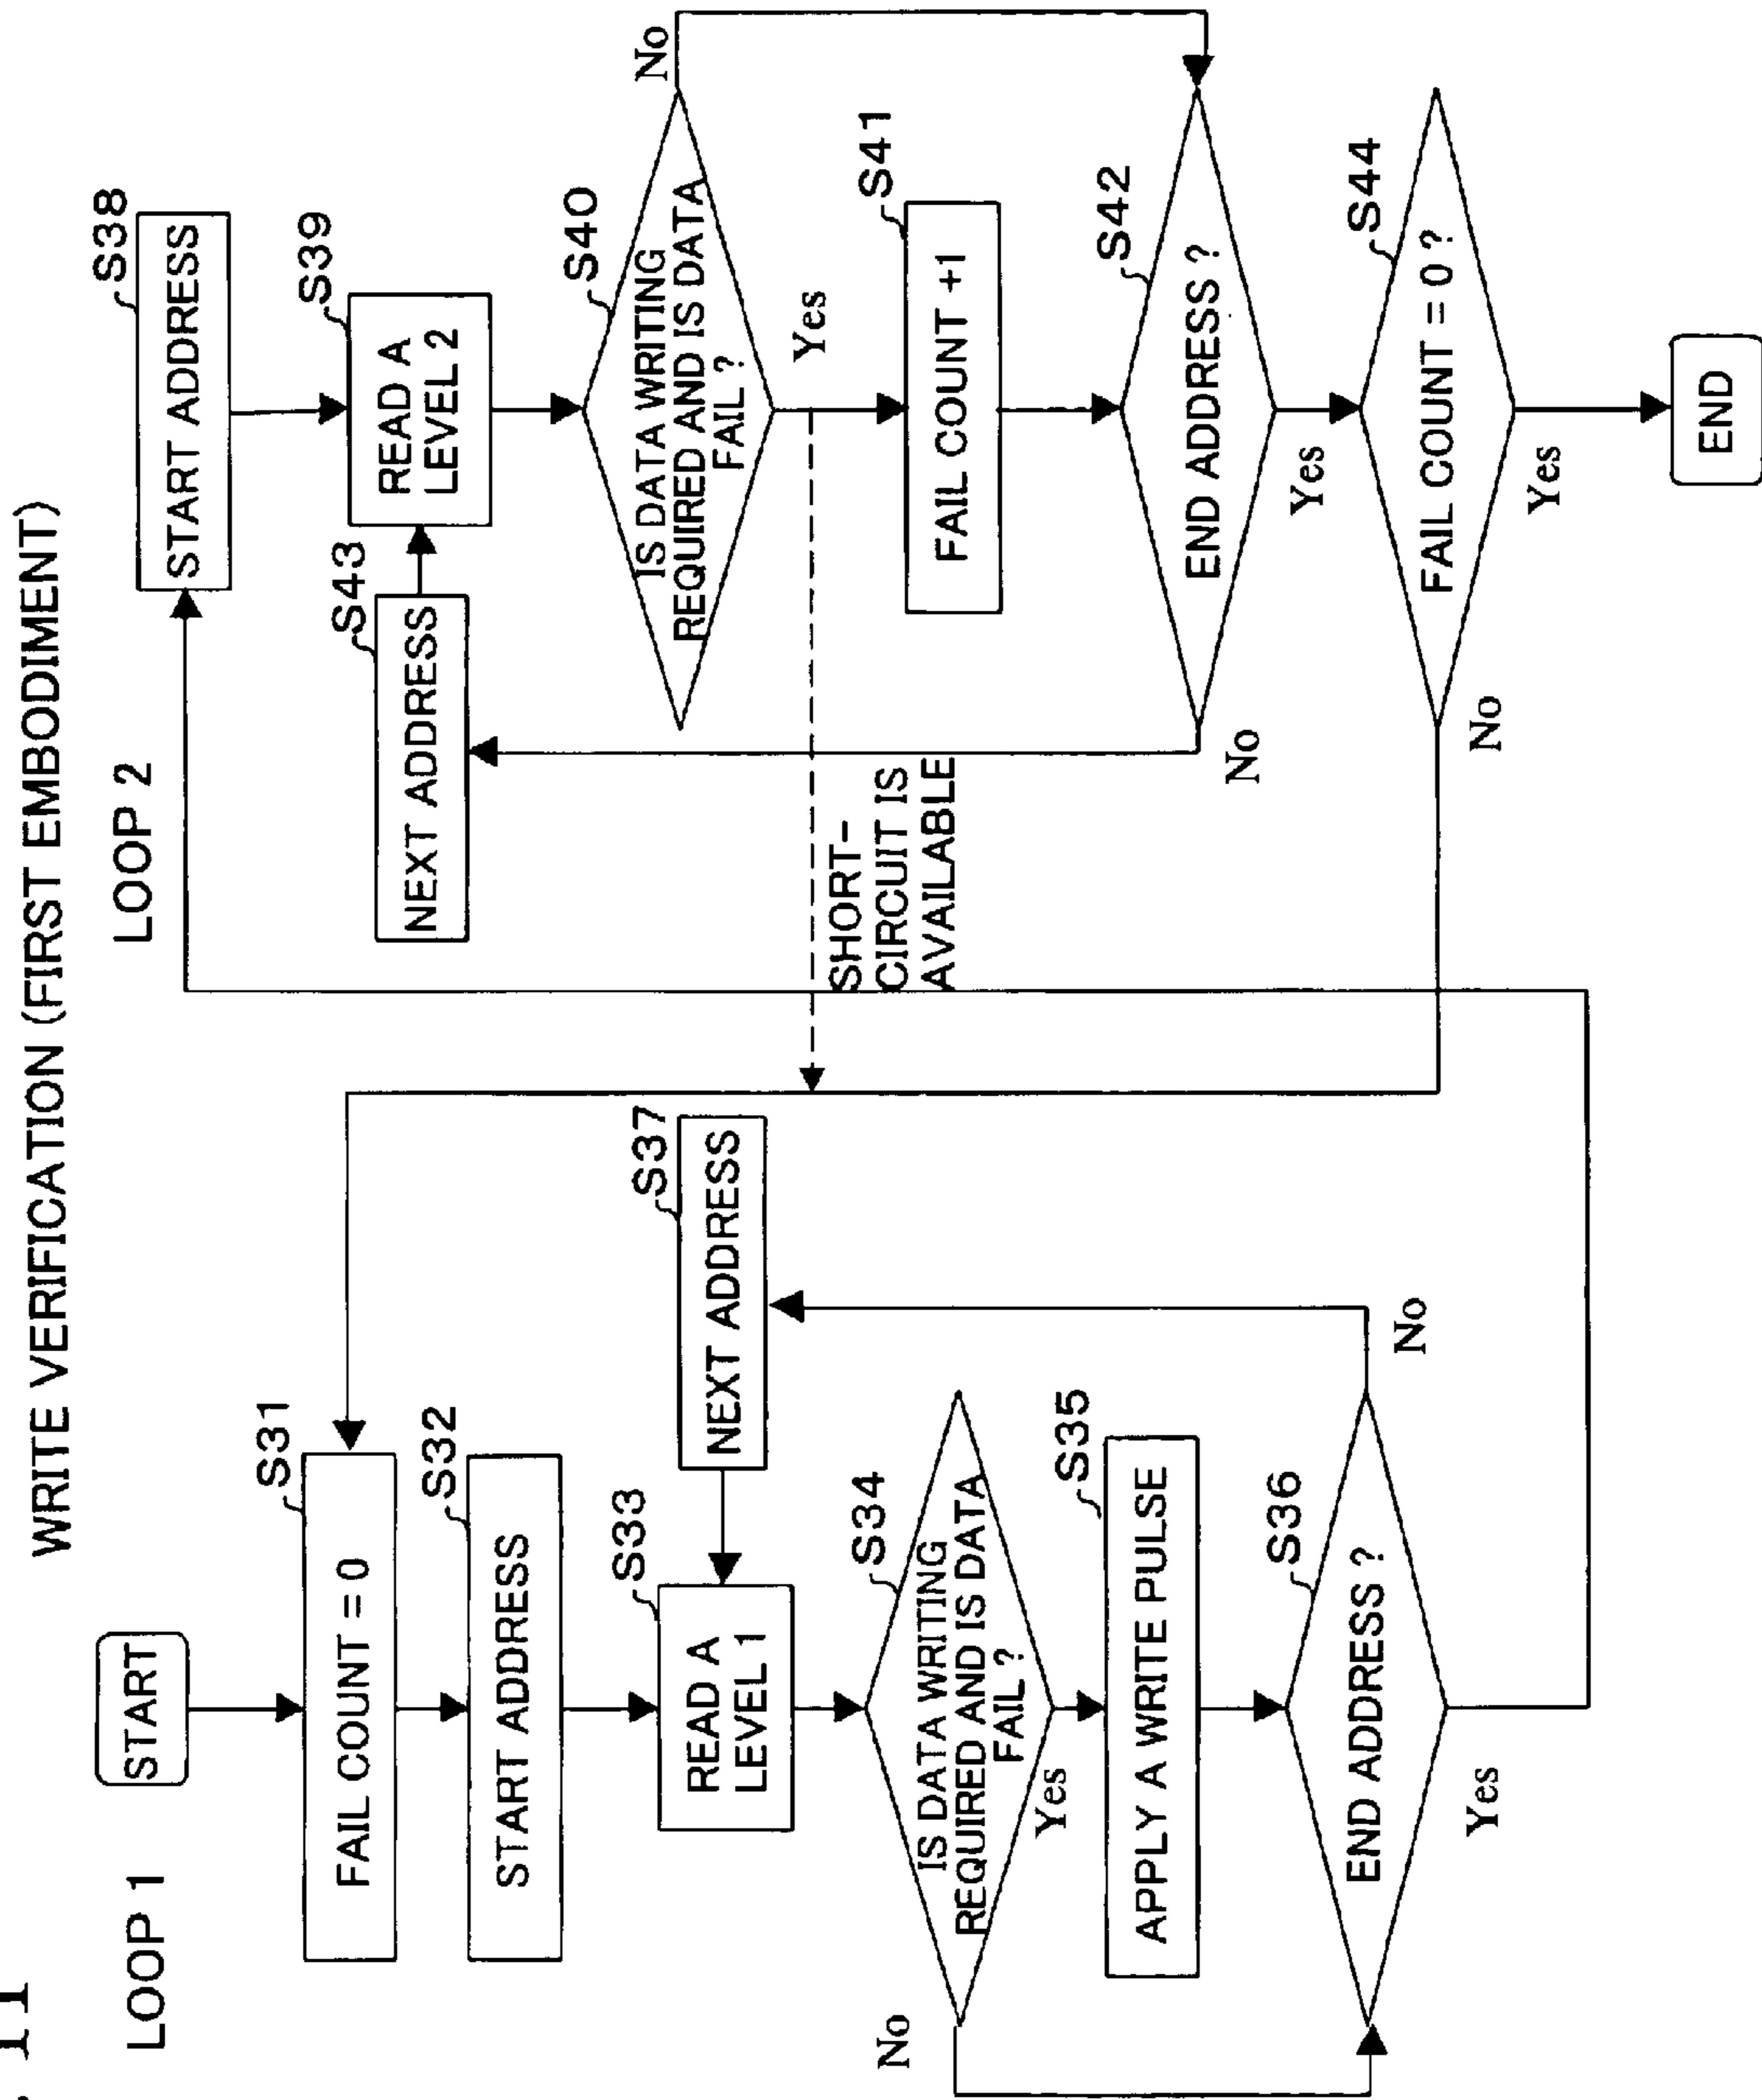 11
WRITE VERIFICATION (FIRST EMBODIMENT)
LOOP 1
START
S31
FAIL COUNT = 0
S32
START ADDRESS
S33
READ A
LEVEL 1
S37
NEXT ADDRESS
S34
IS DATA WRITING
REQUIRED AND IS DATA
FAIL ?
No
Yes
S35
APPLY A WRITE PULSE
S36
END ADDRESS ?
No
Yes
LOOP 2
S38
START ADDRESS
S39
READ A
LEVEL 2
S43
NEXT ADDRESS
S40
IS DATA WRITING
REQUIRED AND IS DATA
FAIL ?
No
Yes
SHORT-
CIRCUIT IS
AVAILABLE
S41
FAIL COUNT +1
S42
END ADDRESS ?
No
Yes
S44
FAIL COUNT = 0 ?
No
Yes
END